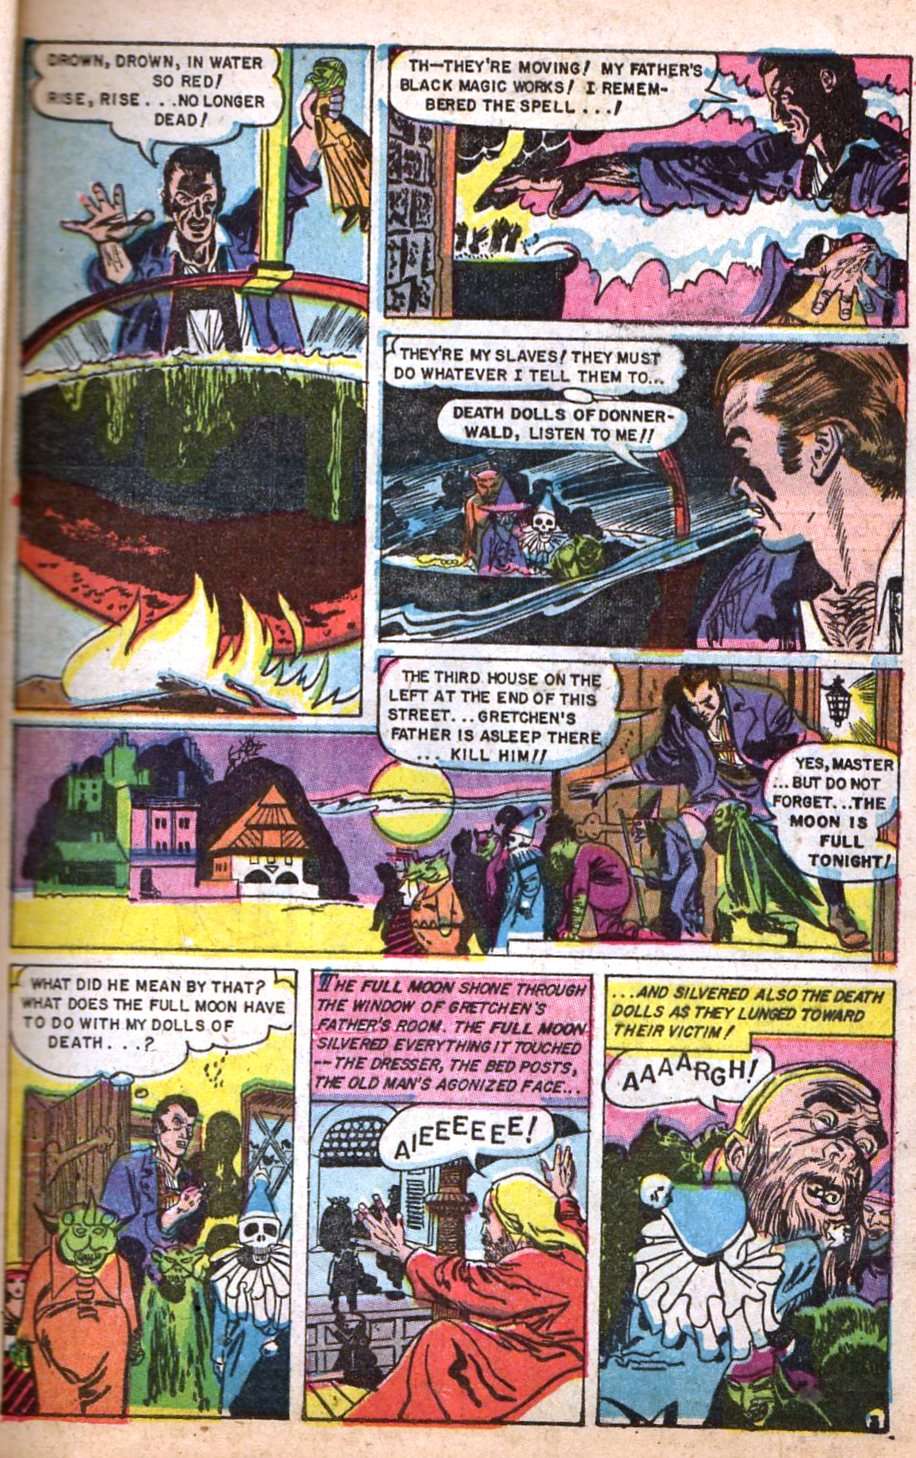 DROWN, DROWN, IN WATER
SO RED!
RISE, RISE...NO LONGER
DEAD!
TH—THEY'RE MOVING! MY FATHER'S
BLACK MAGIC WORKS! I REMEM-
BERED THE SPELL...!
THEY'RE MY SLAVES! THEY MUST
DO WHATEVER I TELL THEM TO...
DEATH DOLLS OF DONNER-
WALD, LISTEN TO ME!!
THE THIRD HOUSE ON THE
LEFT AT THE END OF THIS
STREET... GRETCHEN'S
FATHER IS ASLEEP THERE
...KILL HIM!!
YES, MASTER
...BUT DO NOT
FORGET...THE
MOON IS
FULL
TONIGHT!
WHAT DID HE MEAN BY THAT?
WHAT DOES THE FULL MOON HAVE
TO DO WITH MY DOLLS OF
DEATH...?
THE FULL MOON SHONE THROUGH
THE WINDOW OF GRETCHEN'S
FATHER'S ROOM. THE FULL MOON
SILVERED EVERYTHING IT TOUCHED
—THE DRESSER, THE BED POSTS,
THE OLD MAN'S AGONIZED FACE...
AIEEEEEE!
...AND SILVERED ALSO THE DEATH
DOLLS AS THEY LUNGED TOWARD
THEIR VICTIM!
AAAARGH!